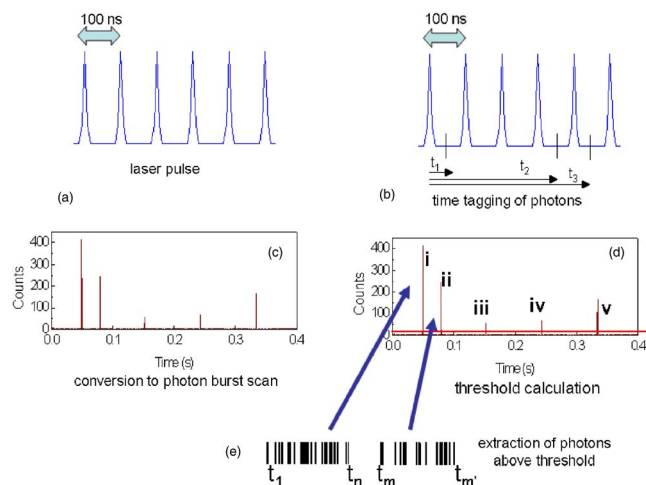 100 ns
laser pulse
(a)
100 ns
t1
t2
t3
(b)
time tagging of photons
(c)
400
300
200
100
0
Counts
0.0 0.1 0.2 0.3 0.4
Time (s)
conversion to photon burst scan
(d)
400
300
200
100
0
Counts
i
ii
iii
iv
v
0.0 0.1 0.2 0.3 0.4
Time (s)
threshold calculation
(e)
t1 tn tm tm'
extraction of photons
above threshold